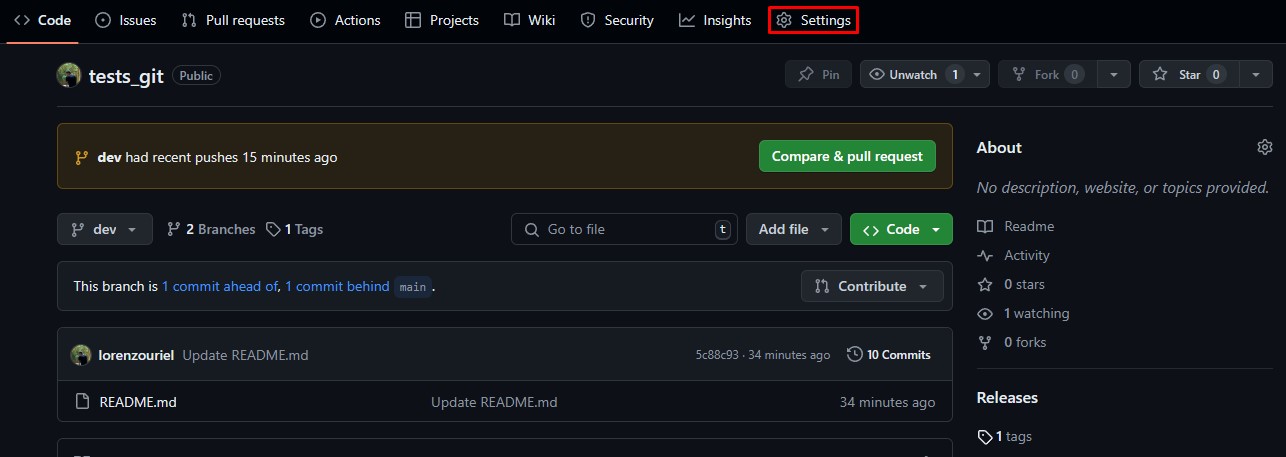 Code Issues Pull requests Actions Projects Wiki Security Insights Settings
tests_git Public Pin Unwatch 1 Fork 0 Star 0
dev had recent pushes 15 minutes ago Compare & pull request
dev 2 Branches 1 Tags Go to file t Add file Code
This branch is 1 commit ahead of, 1 commit behind main. Contribute
lorenzouriel Update README.md 5c88c93 · 34 minutes ago 10 Commits
README.md Update README.md 34 minutes ago
About
No description, website, or topics provided.
Readme
Activity
0 stars
1 watching
0 forks
Releases
1 tags